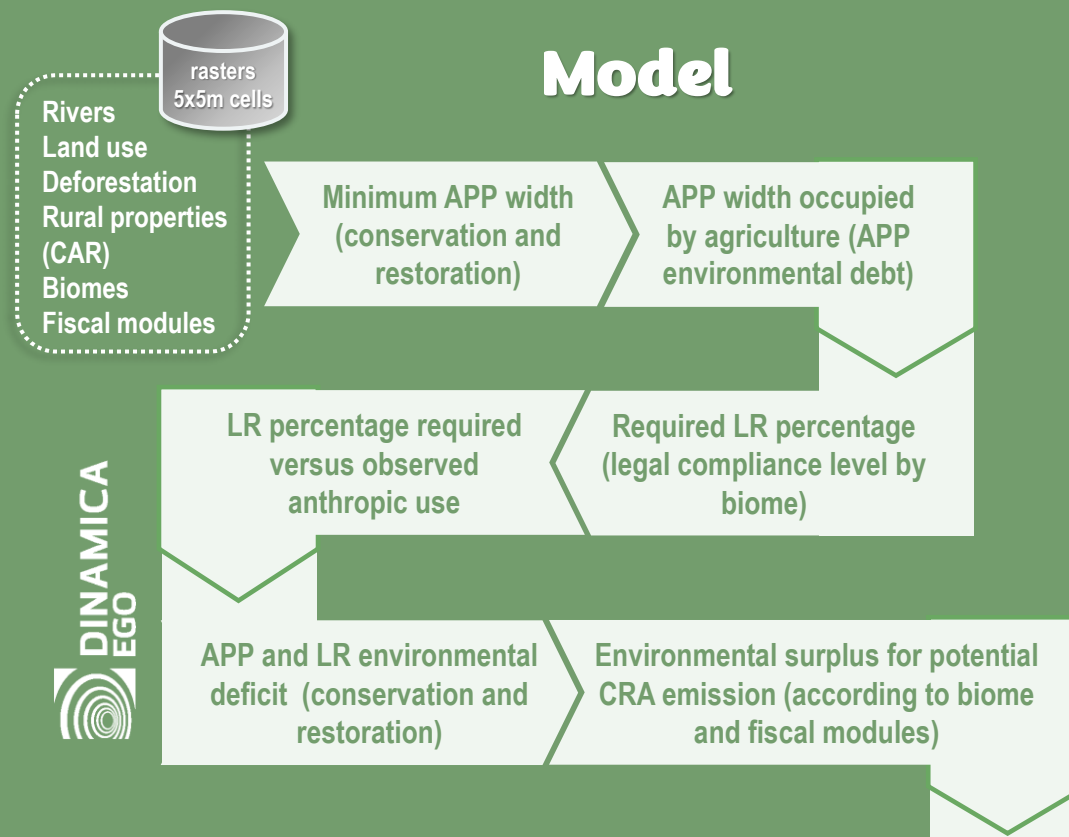 Model
rasters
5x5m cells
Rivers
Land use
Deforestation
Rural properties
(CAR)
Biomes
Fiscal modules
Minimum APP width
(conservation and
restoration)
APP width occupied
by agriculture (APP
environmental debt)
Required LR percentage
(legal compliance level by
biome)
LR percentage required
versus observed
anthropic use
APP and LR environmental
deficit (conservation and
restoration)
Environmental surplus for potential
CRA emission (according to biome
and fiscal modules)
DINAMICA
EGO